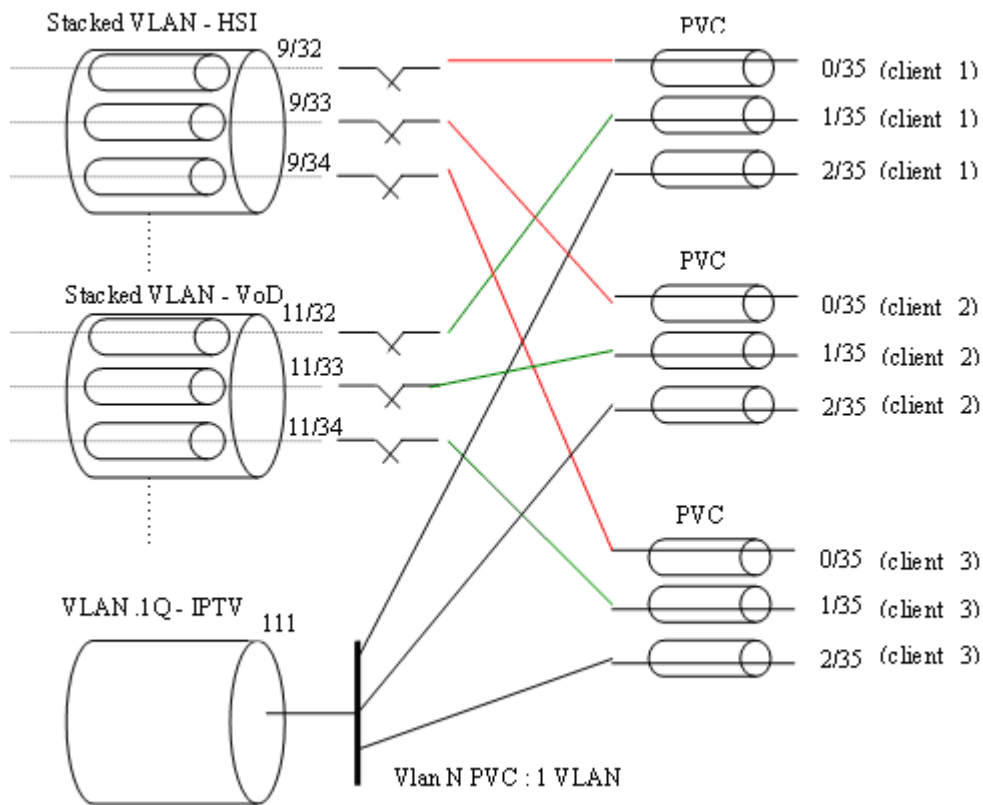 Stacked VLAN - HSI
9/32
9/33
9/34
Stacked VLAN - VoD
11/32
11/33
11/34
VLAN .1Q - IPTV
111
Vlan N PVC : 1 VLAN
PVC
0/35 (client 1)
1/35 (client 1)
2/35 (client 1)
PVC
0/35 (client 2)
1/35 (client 2)
2/35 (client 2)
PVC
0/35 (client 3)
1/35 (client 3)
2/35 (client 3)